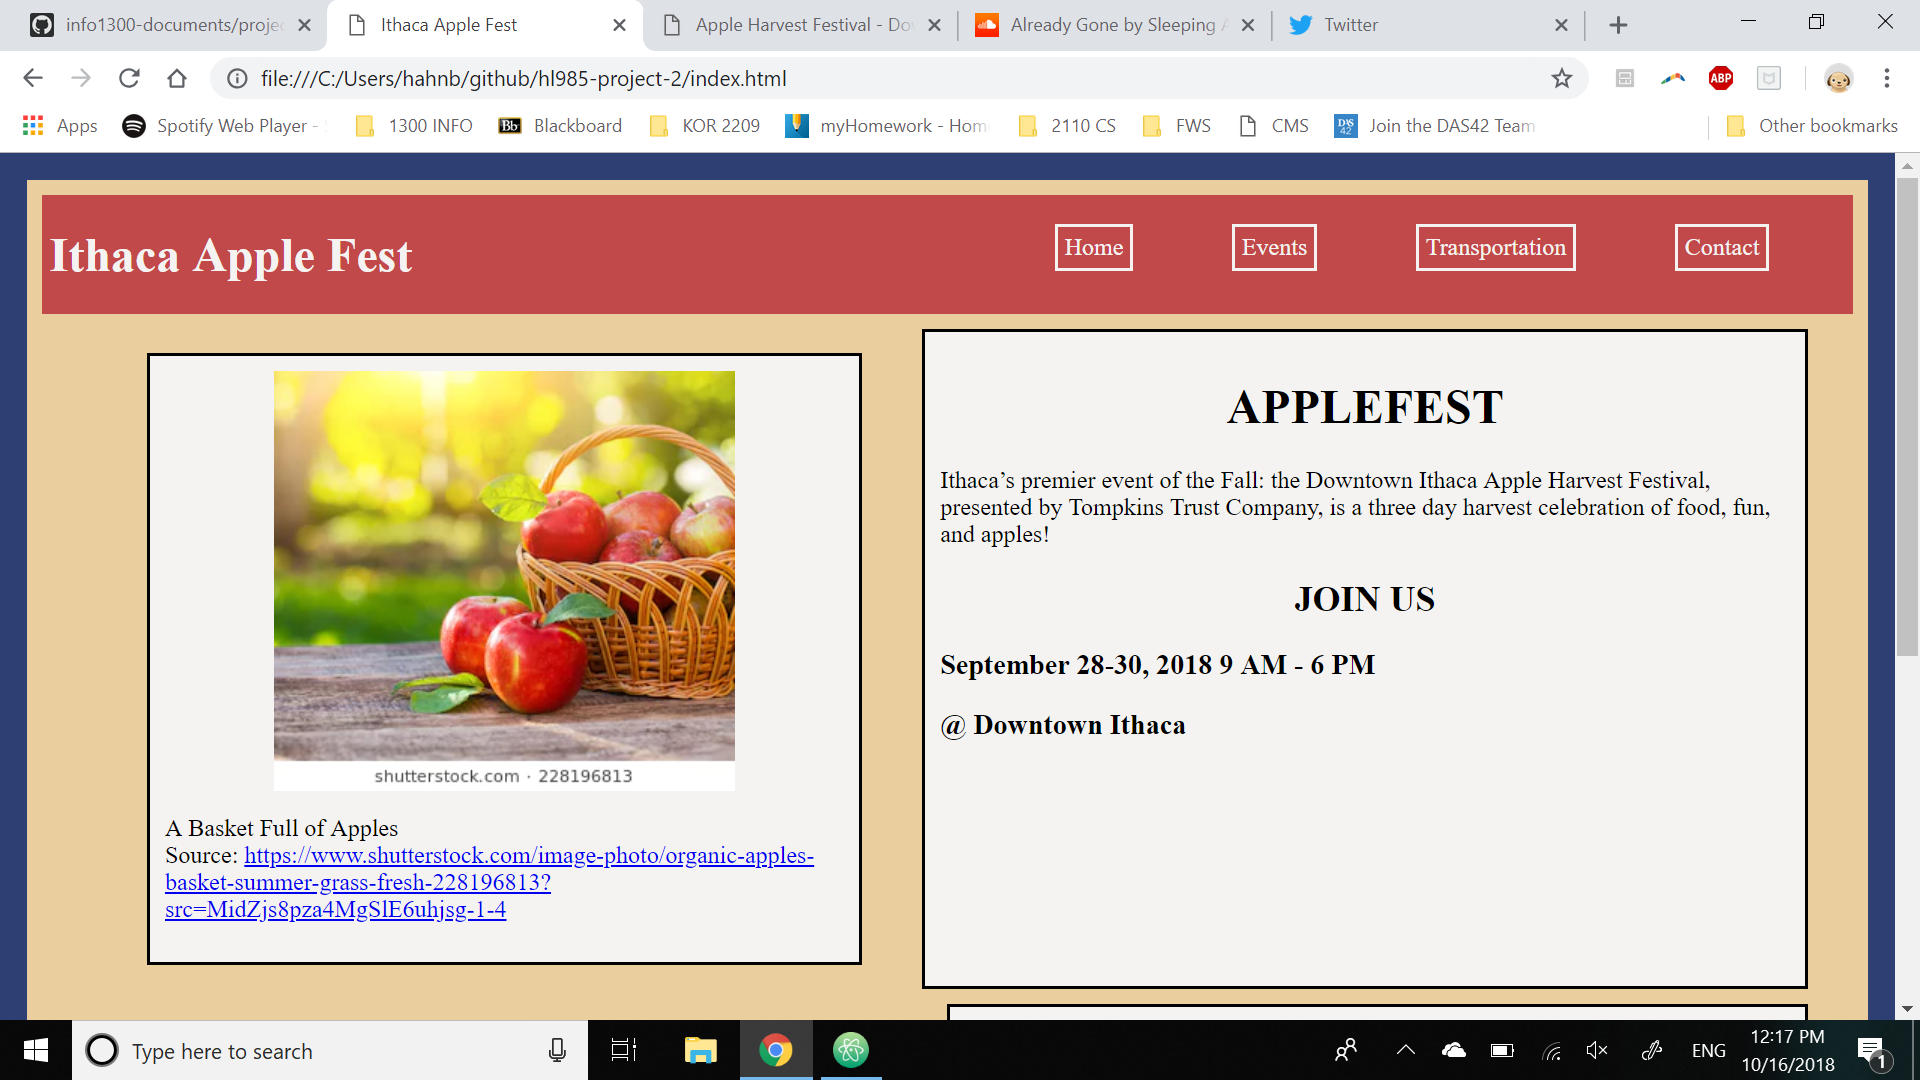 info1300-documents/projec
Ithaca Apple Fest
Apple Harvest Festival - Do
Already Gone by Sleeping
Twitter
file:///C:/Users/hahnb/github/hl985-project-2/index.html
ABP
Apps
Spotify Web Player -
1300 INFO
Bb
Blackboard
KOR 2209
myHomework - Hom
2110 CS
FWS
CMS
DAS
42
Join the DAS42 Team
Other bookmarks
Ithaca Apple Fest
Home
Events
Transportation
Contact
shutterstock.com · 228196813
A Basket Full of Apples
Source: https://www.shutterstock.com/image-photo/organic-apples-
basket-summer-grass-fresh-228196813?
src=MidZjs8pza4MgSlE6uhjsg-1-4
APPLEFEST
Ithaca’s premier event of the Fall: the Downtown Ithaca Apple Harvest Festival,
presented by Tompkins Trust Company, is a three day harvest celebration of food, fun,
and apples!
JOIN US
September 28-30, 2018 9 AM - 6 PM
@ Downtown Ithaca
Type here to search
ENG
12:17 PM
10/16/2018
1